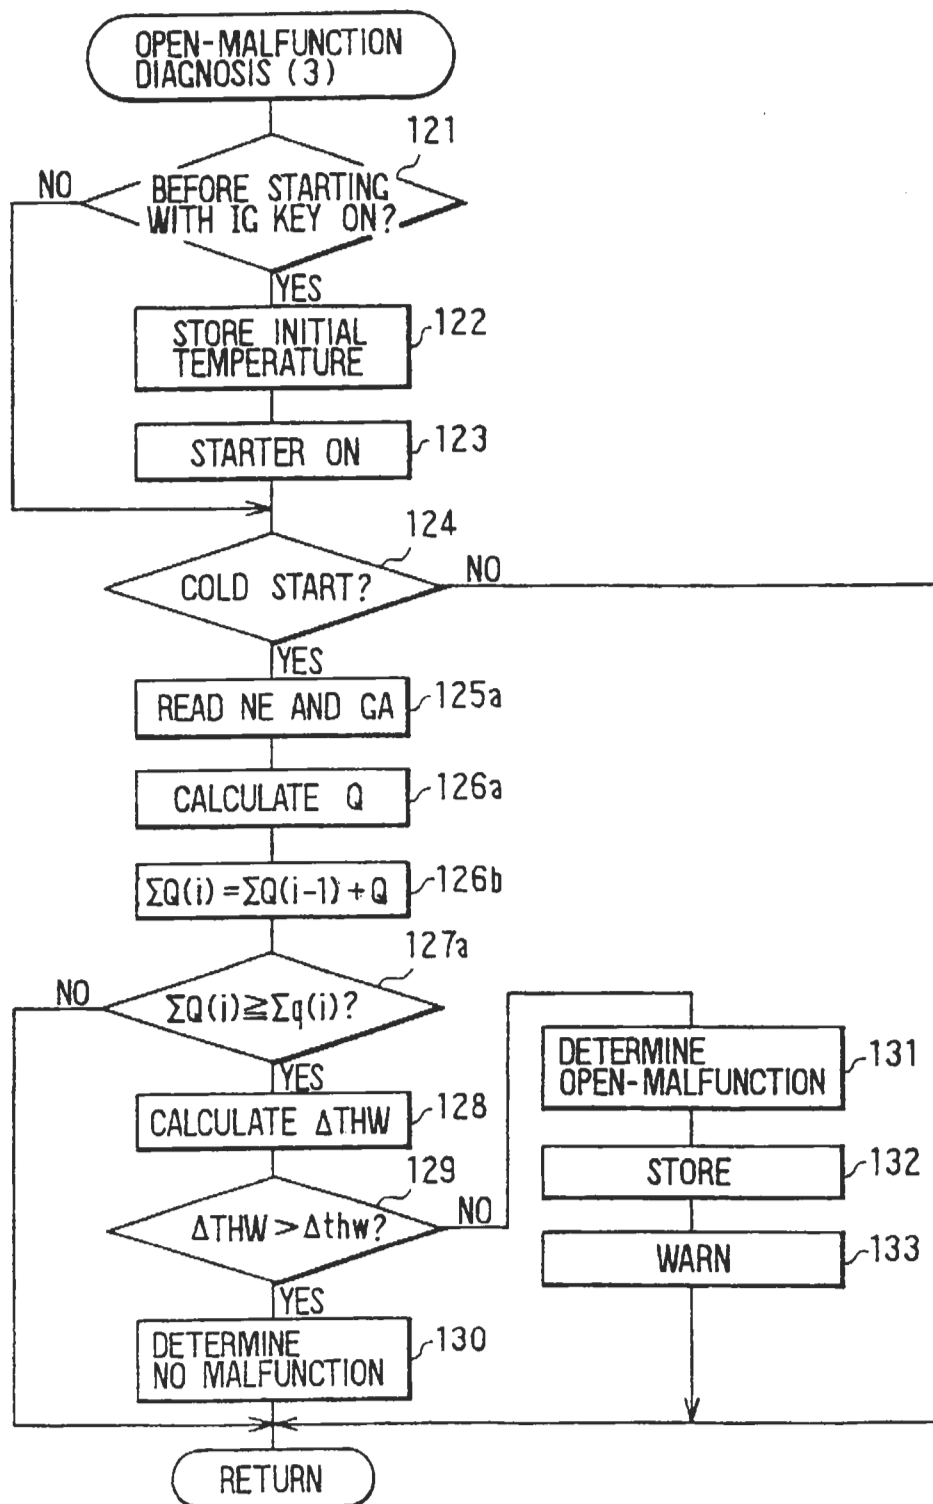 OPEN-MALFUNCTION
DIAGNOSIS (3)
121
NO
BEFORE STARTING
WITH IG KEY ON?
YES
STORE INITIAL
TEMPERATURE
122
STARTER ON
123
124
COLD START?
NO
YES
READ NE AND GA
125a
CALCULATE Q
126a
ΣQ(i)=ΣQ(i-1)+Q
126b
127a
NO
ΣQ(i)≧Σq(i)?
YES
DETERMINE
OPEN-MALFUNCTION
131
CALCULATE ΔTHW
128
STORE
132
129
ΔTHW>Δthw?
NO
WARN
133
YES
DETERMINE
NO MALFUNCTION
130
RETURN